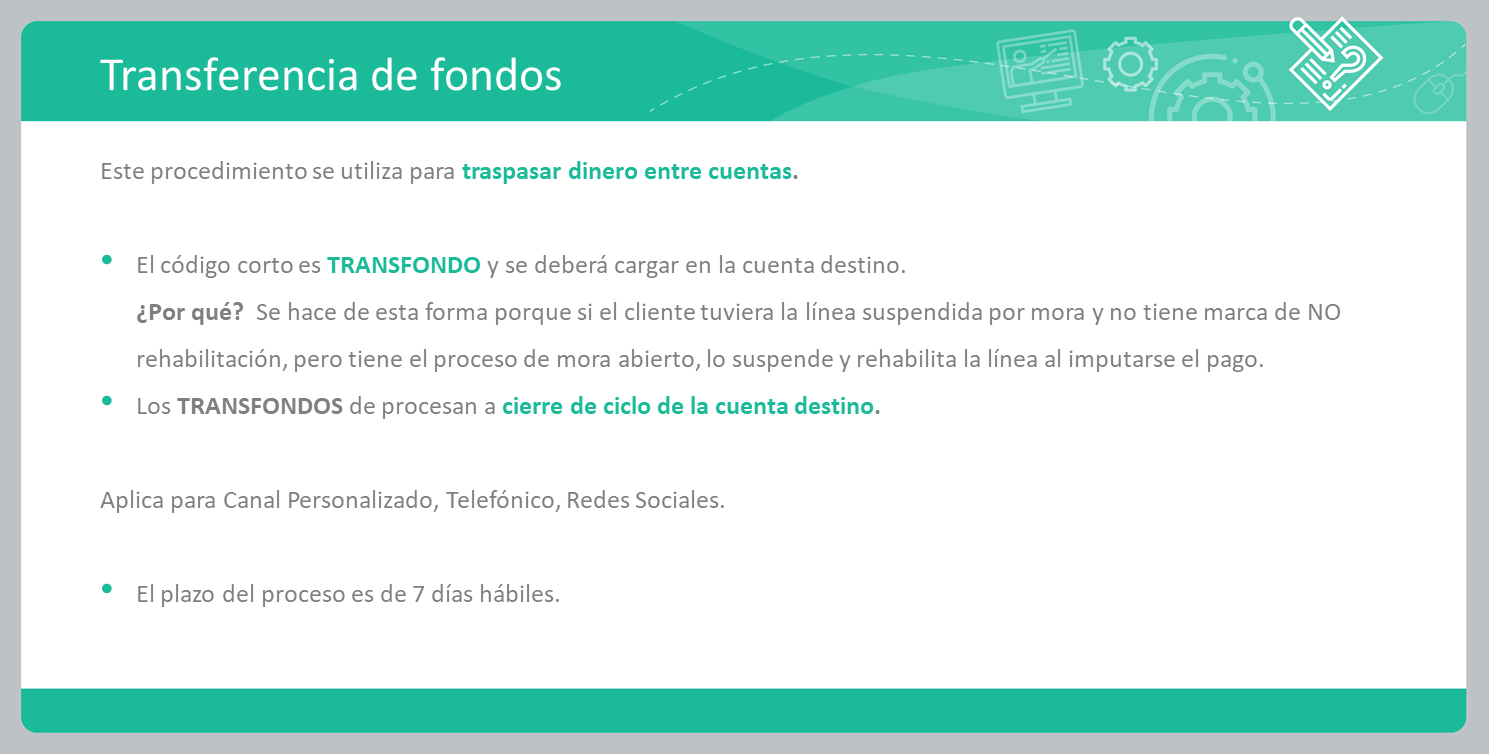 Transferencia de fondos
Este procedimiento se utiliza para traspasar dinero entre cuentas.
• El código corto es TRANSFONDO y se deberá cargar en la cuenta destino.
¿Por qué? Se hace de esta forma porque si el cliente tuviera la línea suspendida por mora y no tiene marca de NO
rehabilitación, pero tiene el proceso de mora abierto, lo suspende y rehabilita la línea al imputarse el pago.
• Los TRANSFONDOS de procesan a cierre de ciclo de la cuenta destino.
Aplica para Canal Personalizado, Telefónico, Redes Sociales.
• El plazo del proceso es de 7 días hábiles.